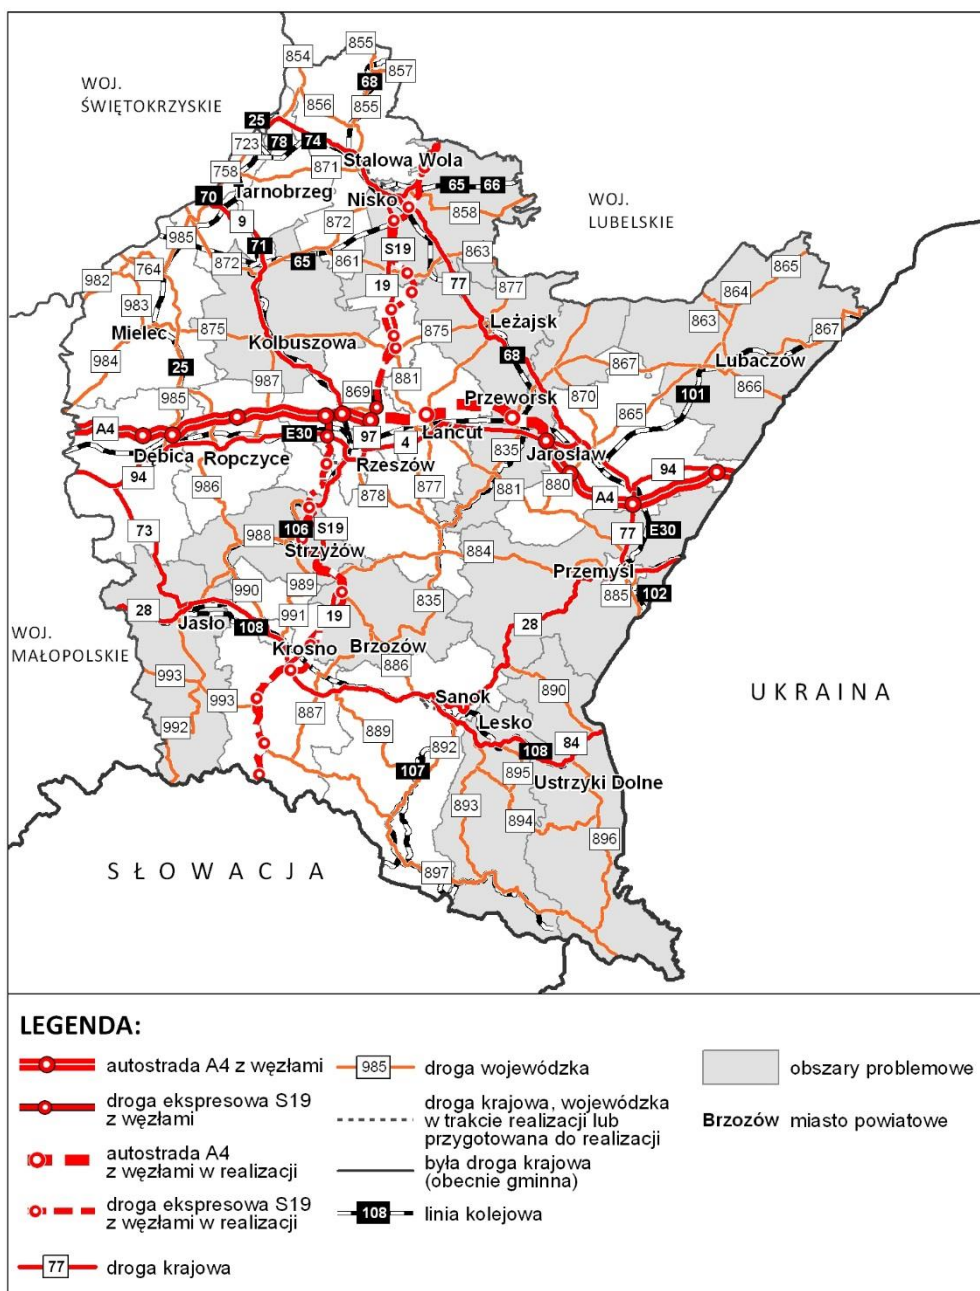 855
854
857
WOJ.
ŚWIĘTOKRZYSKIE
68
856
855
25
723
78
74
Stalowa Wola
758
871
65
66
70
Tarnobrzeg
Nisko
WOJ.
LUBELSKIE
9
872
858
985
71
S19
863
865
872
65
861
982
764
19
77
877
864
983
863
867
Mielec
875
875
Leżajsk
Kolbuszowa
68
867
Lubaczów
984
25
881
866
987
869
Przeworsk
101
985
870
865
A4
E30
97
4
Łańcut
835
Jarosław
Dębica
Ropczyce
Rzeszów
94
94
986
878
877
881
880
A4
73
106
S19
77
E30
988
Strzyżów
884
Przemyśl
990
989
885
102
28
991
19
835
28
Jasło
108
WOJ.
MAŁOPOLSKIE
Krosno
Brzozów
886
993
993
Sanok
890
UKRAINA
887
Lesko
992
889
892
108
84
107
895
Ustrzyki Dolne
893
894
896
SŁOWACJA
897
LEGENDA:
autostrada A4 z węzłami
droga ekspresowa S19
z węzłami
autostrada A4
z węzłami w realizacji
droga ekspresowa S19
z węzłami w realizacji
77
droga krajowa
985
droga wojewódzka
droga krajowa, wojewódzka
w trakcie realizacji lub
przygotowana do realizacji
była droga krajowa
(obecnie gminna)
108
linia kolejowa
obszary problemowe
Brzozów
miasto powiatowe